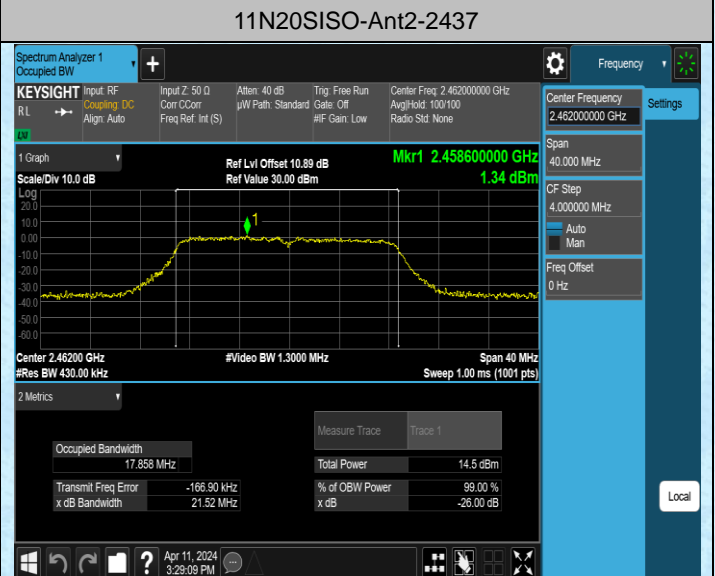 11N20SISO-Ant2-2437
Spectrum Analyzer 1
Occupied BW
Frequency
KEYSIGHT Input: RF Input Z: 50 Ω Atten: 40 dB Trig: Free Run Center Freq: 2.462000000 GHz
RL Coupling: DC Corr CCorr µW Path: Standard Gate: Off Avg|Hold: 100/100
Align: Auto Freq Ref: Int (S) #IF Gain: Low Radio Std: None
LXI
Center Frequency
2.462000000 GHz
Settings
Span
40.000 MHz
CF Step
4.000000 MHz
Auto
Man
Freq Offset
0 Hz
1 Graph
Ref Lvl Offset 10.89 dB
Mkr1 2.458600000 GHz
Scale/Div 10.0 dB Ref Value 30.00 dBm 1.34 dBm
Log
20.0
10.0
0.00
-10.0
-20.0
-30.0
-40.0
-50.0
-60.0
1
Center 2.46200 GHz #Video BW 1.3000 MHz Span 40 MHz
#Res BW 430.00 kHz Sweep 1.00 ms (1001 pts)
2 Metrics
Measure Trace Trace 1
Occupied Bandwidth
17.858 MHz
Total Power 14.5 dBm
Transmit Freq Error -166.90 kHz % of OBW Power 99.00 %
x dB Bandwidth 21.52 MHz x dB -26.00 dB
Local
Apr 11, 2024
3:29:09 PM